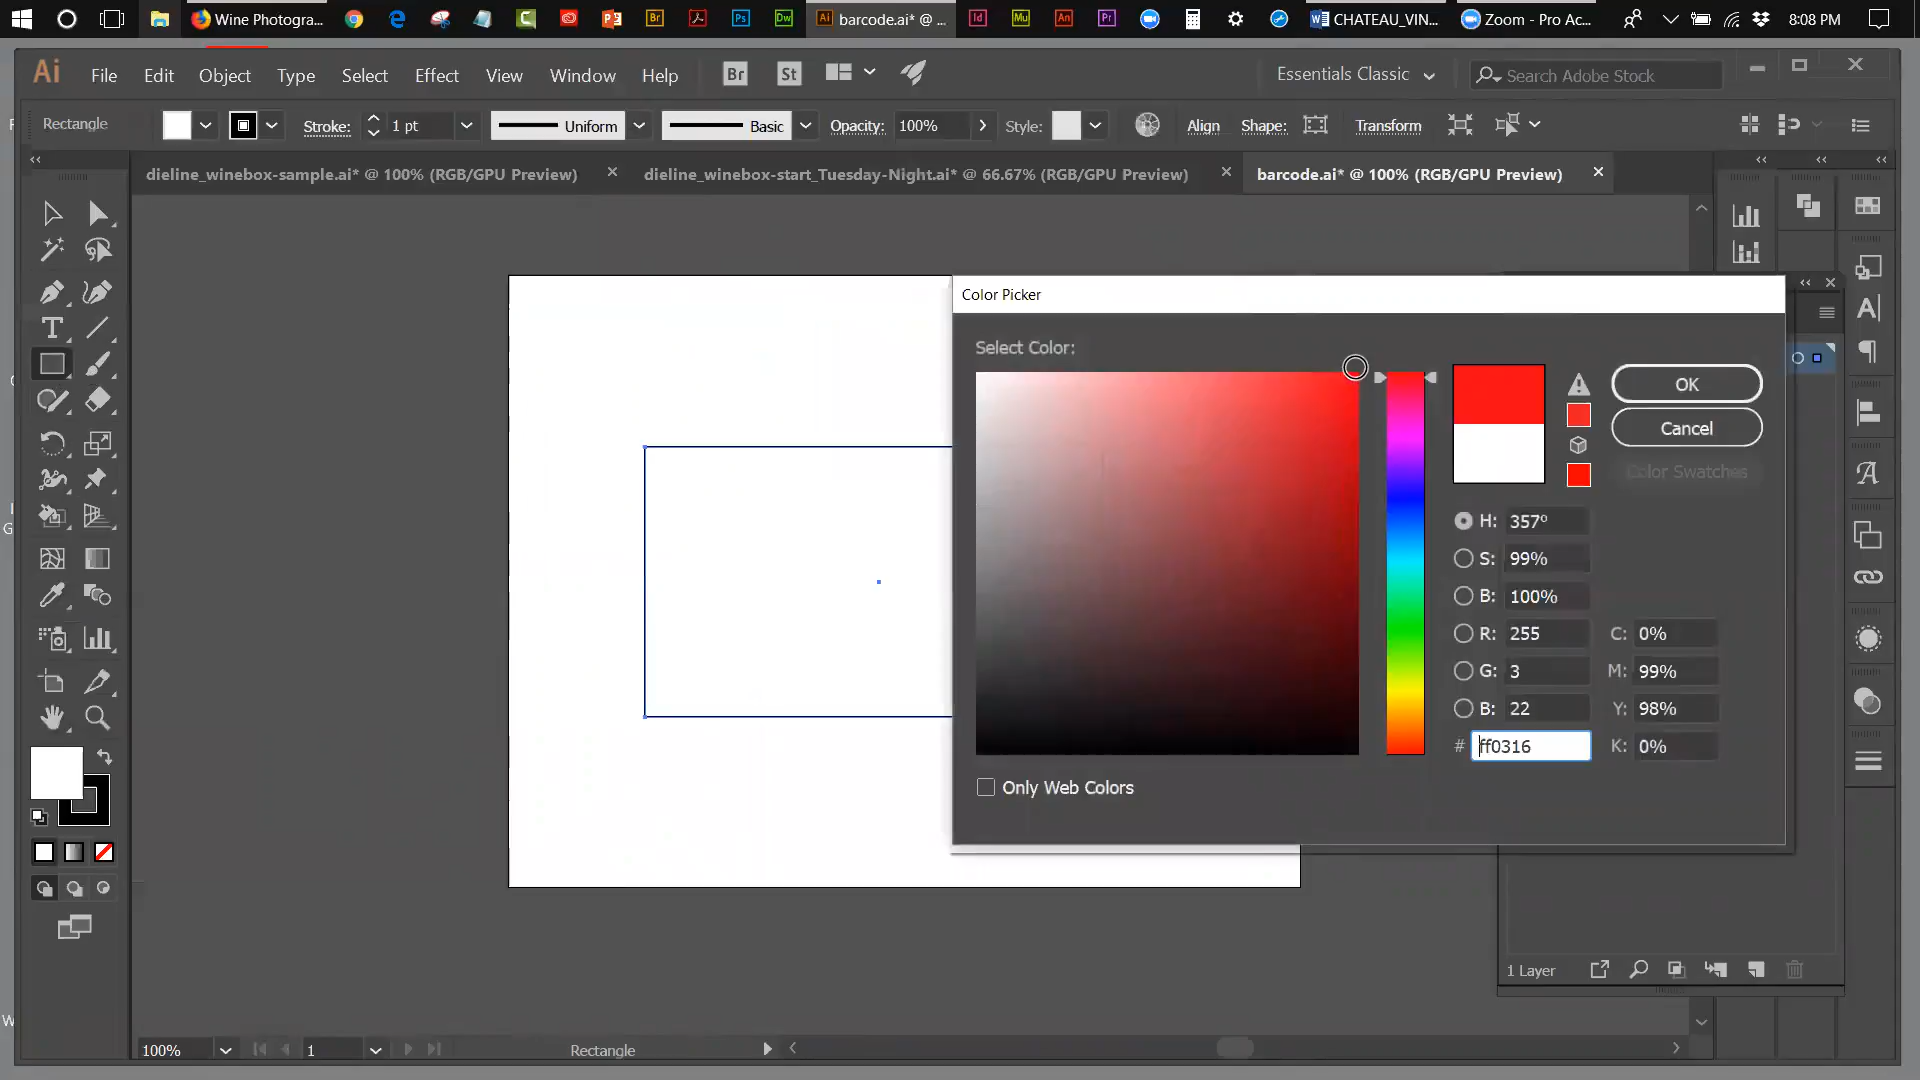 Wine Photogra...
barcode.ai* @ ...
CHATEAU_VIN...
Zoom - Pro Ac...
8:08 PM
Ai
File Edit Object Type Select Effect View Window Help
Br St
Essentials Classic
Search Adobe Stock
Rectangle
Stroke: 1 pt
Uniform
Basic
Opacity: 100%
Style:
Align
Shape:
Transform
dieline_winebox-sample.ai* @ 100% (RGB/GPU Preview)
dieline_winebox-start_Tuesday-Night.ai* @ 66.67% (RGB/GPU Preview)
barcode.ai* @ 100% (RGB/GPU Preview)
Color Picker
Select Color:
OK
Cancel
Color Swatches
H: 357º
S: 99%
B: 100%
R: 255 C: 0%
G: 3 M: 99%
B: 22 Y: 98%
# ff0316 K: 0%
Only Web Colors
1 Layer
100%
1
Rectangle